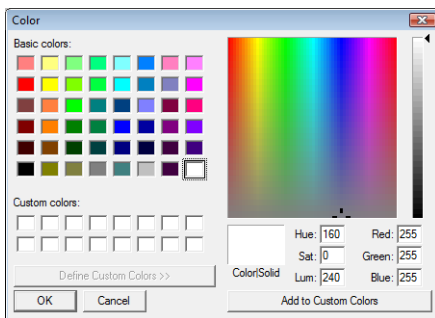 Color
Basic colors:
Custom colors:
Define Custom Colors >>
OK Cancel
Color|Solid
Hue: 160 Red: 255
Sat: 0 Green: 255
Lum: 240 Blue: 255
Add to Custom Colors